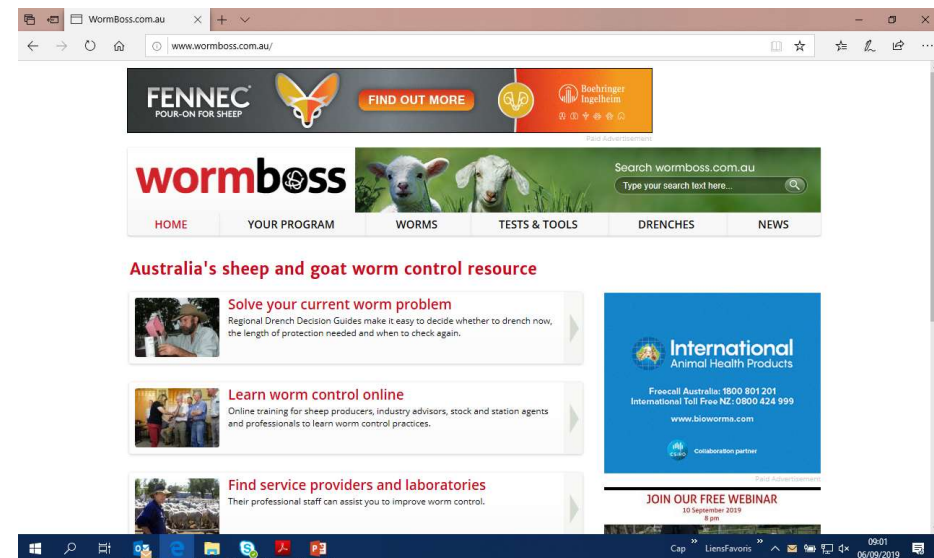 WormBoss.com.au
www.wormboss.com.au/
FENNEC
POUR-ON FOR SHEEP
FIND OUT MORE
Boehringer
Ingelheim
Paid Advertisement
wormboss
Search wormboss.com.au
Type your search text here...
HOME
YOUR PROGRAM
WORMS
TESTS & TOOLS
DRENCHES
NEWS
Australia's sheep and goat worm control resource
Solve your current worm problem
Regional Drench Decision Guides make it easy to decide whether to drench now,
the length of protection needed and when to check again.
Learn worm control online
Online training for sheep producers, industry advisors, stock and station agents
and professionals to learn worm control practices.
Find service providers and laboratories
Their professional staff can assist you to improve worm control.
International
Animal Health Products
Freecall Australia: 1800 801 201
International Toll Free NZ: 0800 424 999
www.bioworma.com
CSIRO
Collaboration partner
Paid Advertisement
JOIN OUR FREE WEBINAR
10 September 2019
8 pm
Cap
LiensFavoris
09:01
06/09/2019